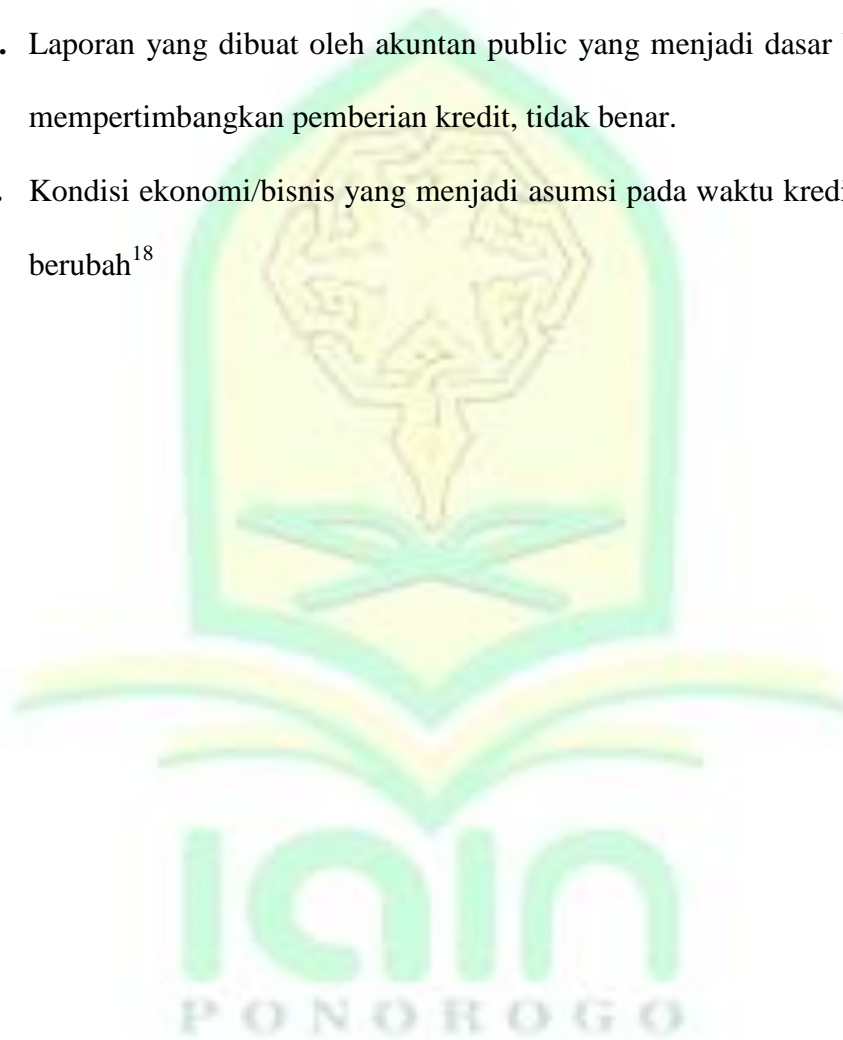 . Laporan yang dibuat oleh akuntan public yang menjadi dasar
mempertimbangkan pemberian kredit, tidak benar.
. Kondisi ekonomi/bisnis yang menjadi asumsi pada waktu kredi
berubah18
iain
PONOROGO